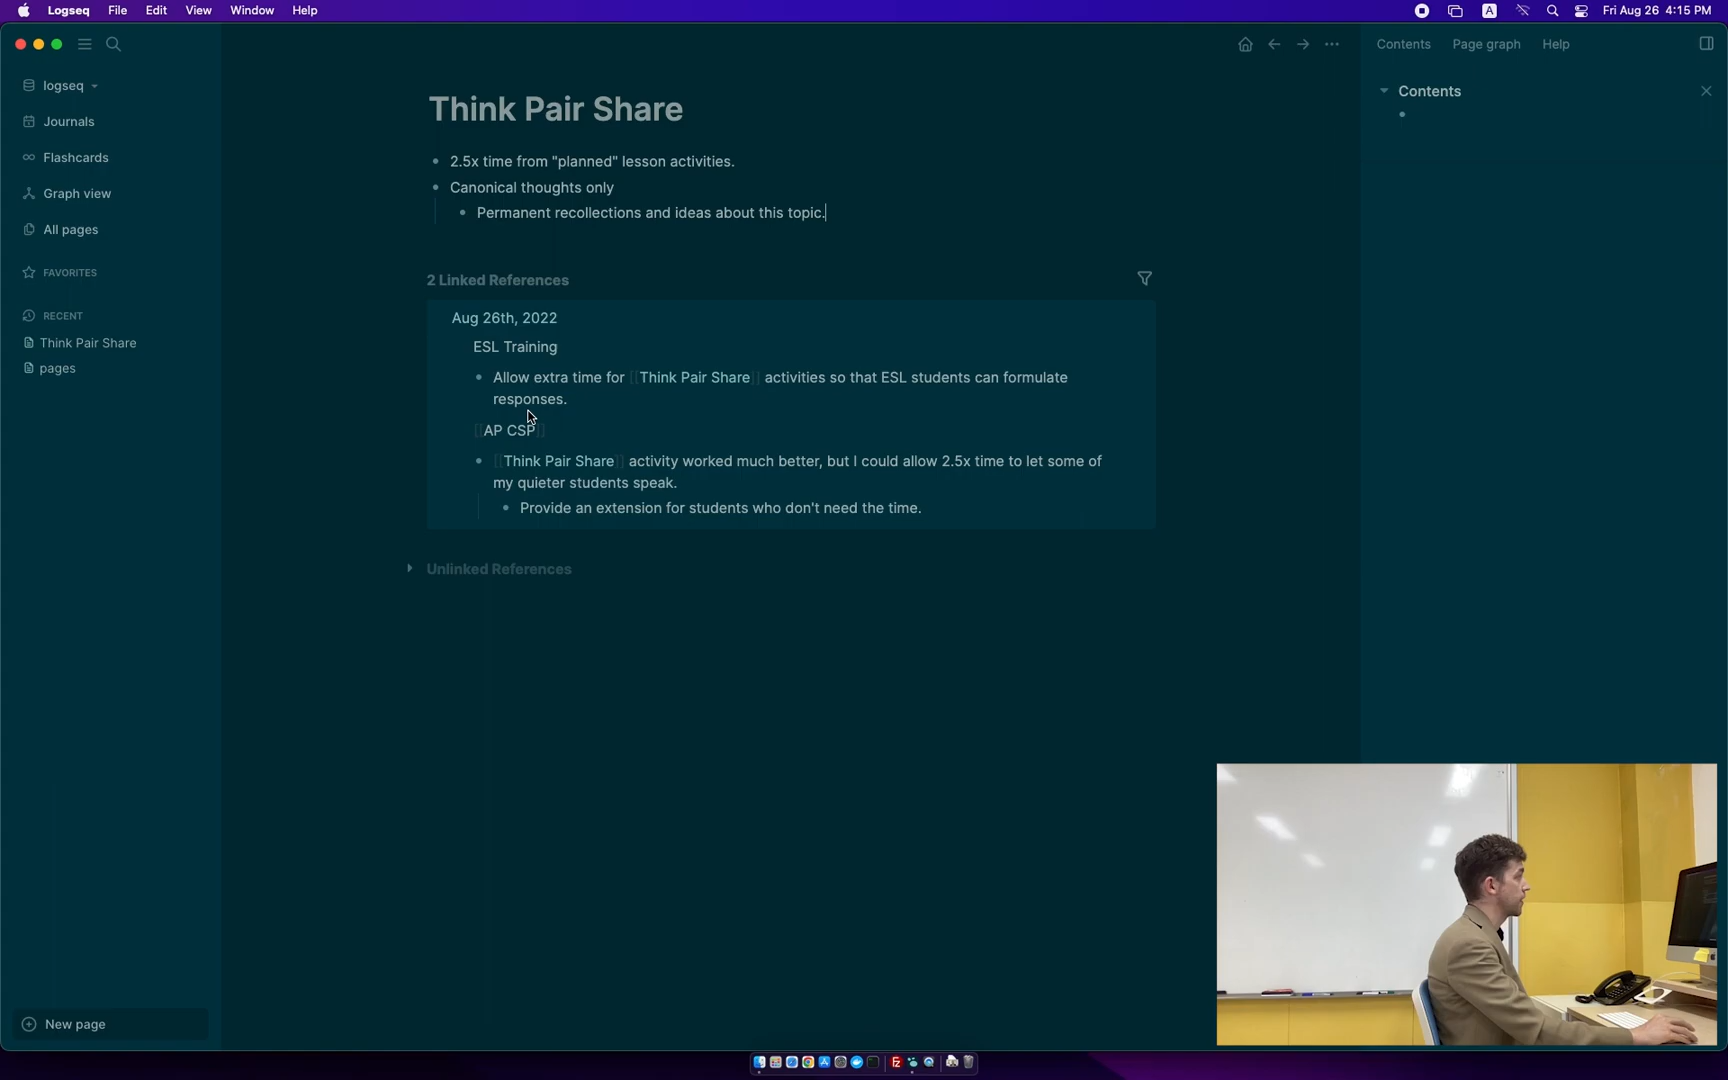 Logseq File Edit View Window Help
A Fri Aug 26 4:15 PM
Contents Page graph Help
logseq
Journals
Flashcards
Graph view
All pages
FAVORITES
RECENT
Think Pair Share
pages
New page
Think Pair Share
2.5x time from "planned" lesson activities.
Canonical thoughts only
Permanent recollections and ideas about this topic.
2 Linked References
Aug 26th, 2022
ESL Training
Allow extra time for [[Think Pair Share]] activities so that ESL students can formulate
responses.
[[AP CSP]]
[[Think Pair Share]] activity worked much better, but I could allow 2.5x time to let some of
my quieter students speak.
Provide an extension for students who don't need the time.
Unlinked References
Contents